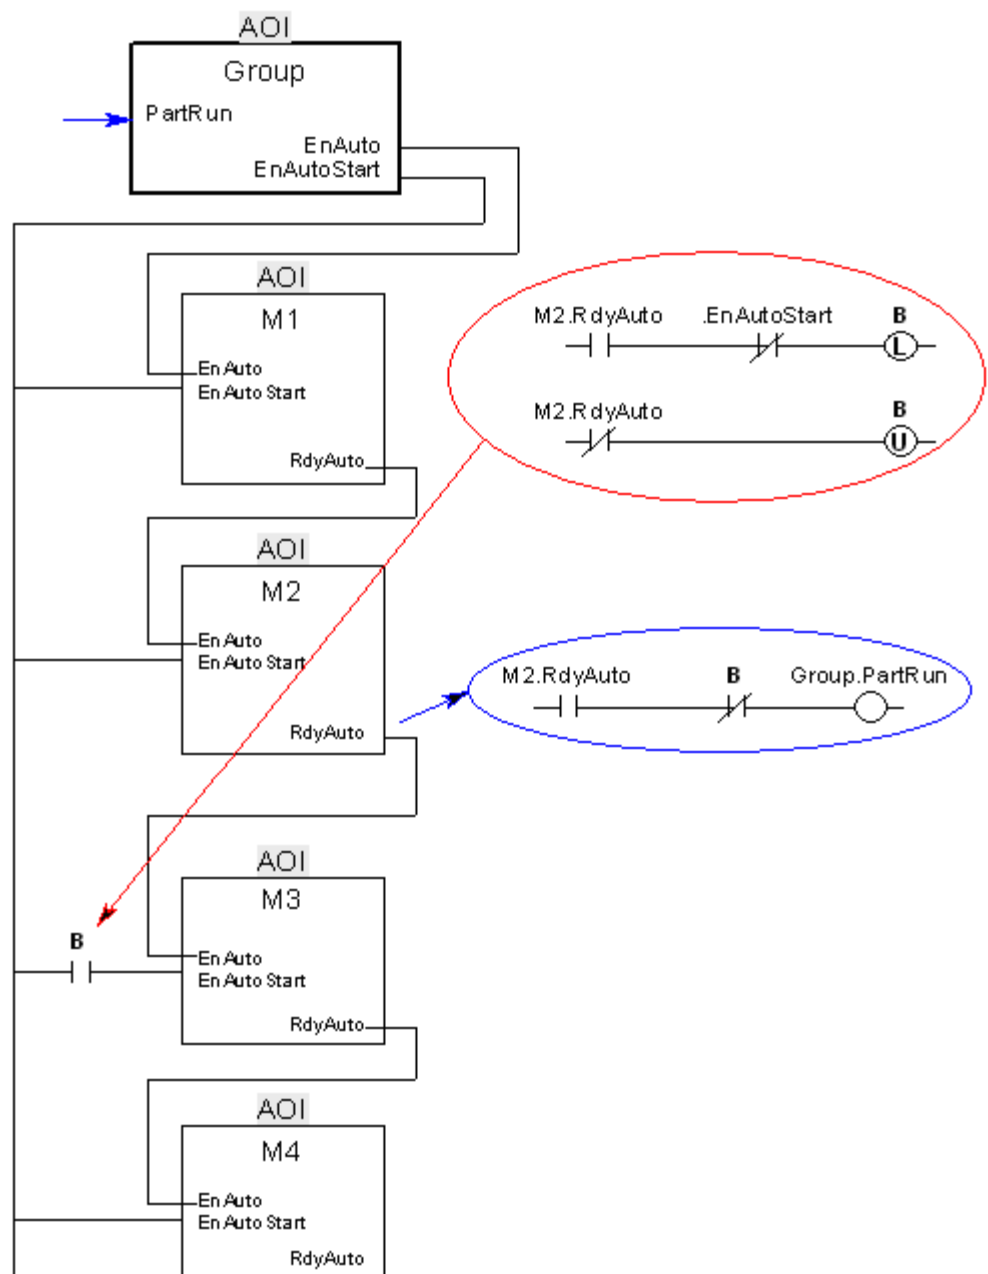 AOI
Group
PartRun
EnAuto
EnAutoStart
AOI
M1
EnAuto
EnAutoStart
RdyAuto
M2.RdyAuto .EnAutoStart B
L
M2.RdyAuto B
U
AOI
M2
EnAuto
EnAutoStart
RdyAuto
M2.RdyAuto B Group.PartRun
AOI
M3
B
EnAuto
EnAutoStart
RdyAuto
AOI
M4
EnAuto
EnAutoStart
RdyAuto